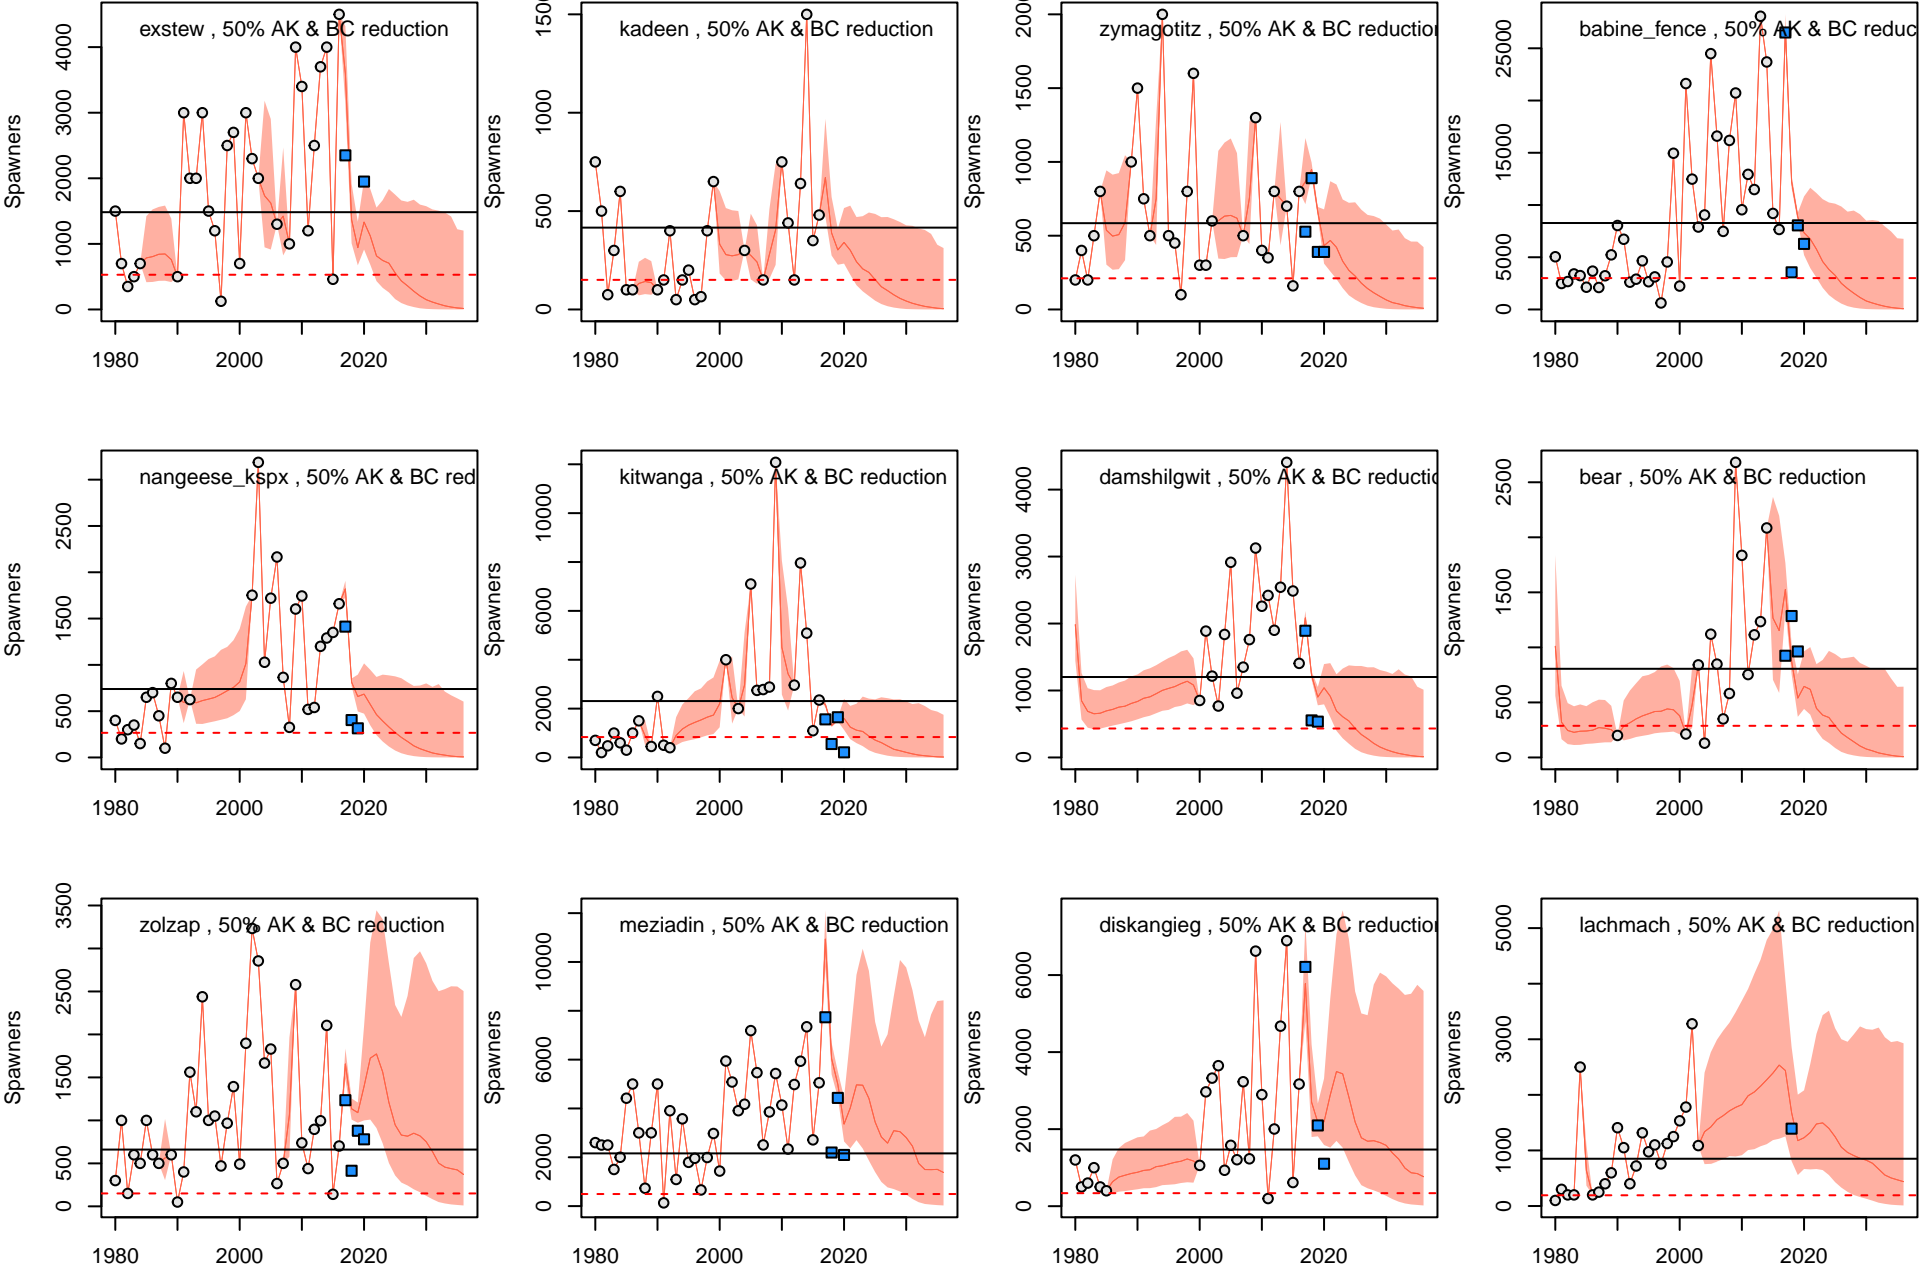 exstew , 50% AK & BC reduction
Spawners
0 1000 2000 3000 4000
1980 2000 2020
kadeen , 50% AK & BC reduction
Spawners
0 500 1000 1500
1980 2000 2020
zymagotitz , 50% AK & BC reduction
Spawners
0 500 1000 1500 2000
1980 2000 2020
babine_fence , 50% AK & BC reduc
Spawners
0 5000 15000 25000
1980 2000 2020
nangeese_kspx , 50% AK & BC red
Spawners
0 500 1500 2500
1980 2000 2020
kitwanga , 50% AK & BC reduction
Spawners
0 2000 6000 10000
1980 2000 2020
damshilgwit , 50% AK & BC reductio
Spawners
0 1000 2000 3000 4000
1980 2000 2020
bear , 50% AK & BC reduction
Spawners
0 500 1500 2500
1980 2000 2020
zolzap , 50% AK & BC reduction
Spawners
0 500 1500 2500 3500
1980 2000 2020
meziadin , 50% AK & BC reduction
Spawners
0 2000 6000 10000
1980 2000 2020
diskangieg , 50% AK & BC reduction
Spawners
0 2000 4000 6000
1980 2000 2020
lachmach , 50% AK & BC reduction
Spawners
0 1000 3000 5000
1980 2000 2020